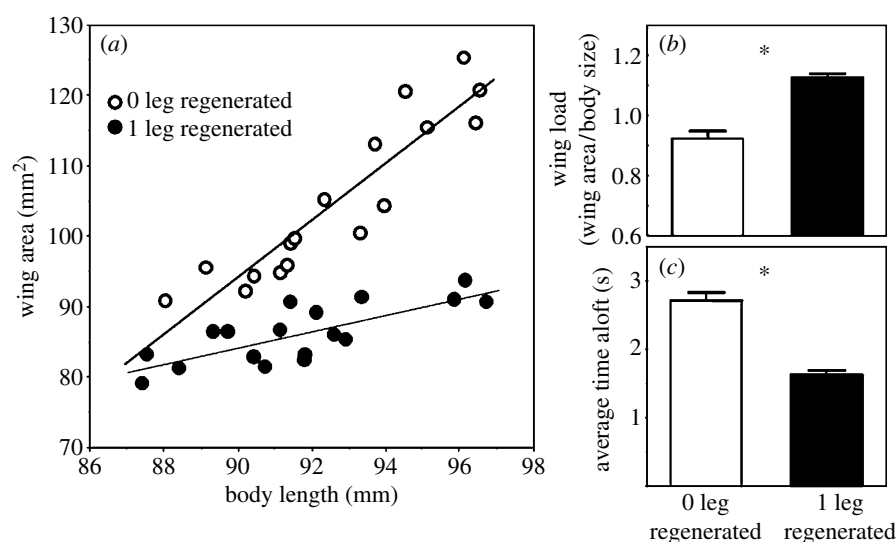 (a)
0 leg regenerated
1 leg regenerated
wing area (mm²)
130
120
110
100
90
80
70
86
88
90
92
94
96
98
body length (mm)
(b)
*
wing load
(wing area/body size)
1.2
1.0
0.8
0.6
(c)
*
average time aloft (s)
3
2
1
0 leg
regenerated
1 leg
regenerated